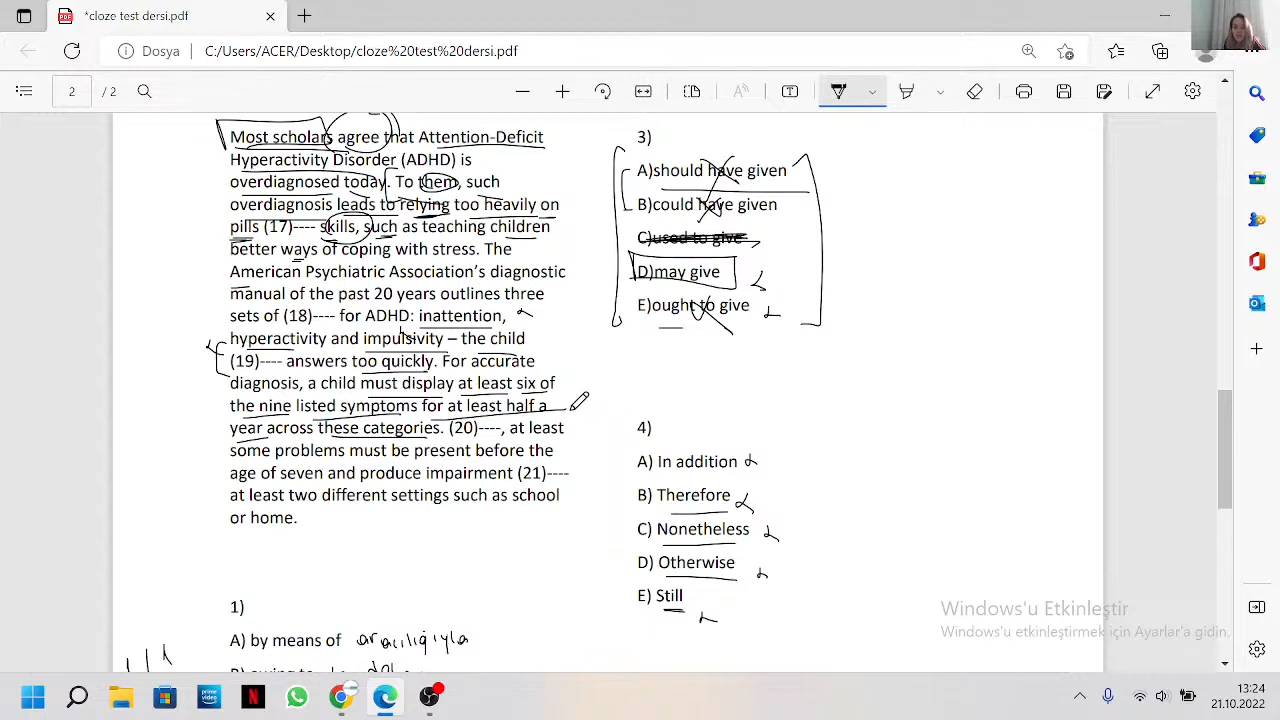 *cloze test dersi.pdf
Dosya
C:/Users/ACER/Desktop/cloze%20test%20dersi.pdf
2 / 2
Most scholars agree that Attention-Deficit
Hyperactivity Disorder (ADHD) is
overdiagnosed today. To them, such
overdiagnosis leads to relying too heavily on
pills (17)---- skills, such as teaching children
better ways of coping with stress. The
American Psychiatric Association's diagnostic
manual of the past 20 years outlines three
sets of (18)---- for ADHD: inattention,
hyperactivity and impulsivity – the child
(19)---- answers too quickly. For accurate
diagnosis, a child must display at least six of
the nine listed symptoms for at least half a
year across these categories. (20)----, at least
some problems must be present before the
age of seven and produce impairment (21)----
at least two different settings such as school
or home.
1)
A) by means of aracılığıyla
3)
A)should have given
B)could have given
C)used to give
D)may give
E)ought to give
4)
A) In addition
B) Therefore
C) Nonetheless
D) Otherwise
E) Still
Windows'u Etkinleştir
Windows'u etkinleştirmek için Ayarlar'a gidin.
prime video
N
13:24
21.10.2022